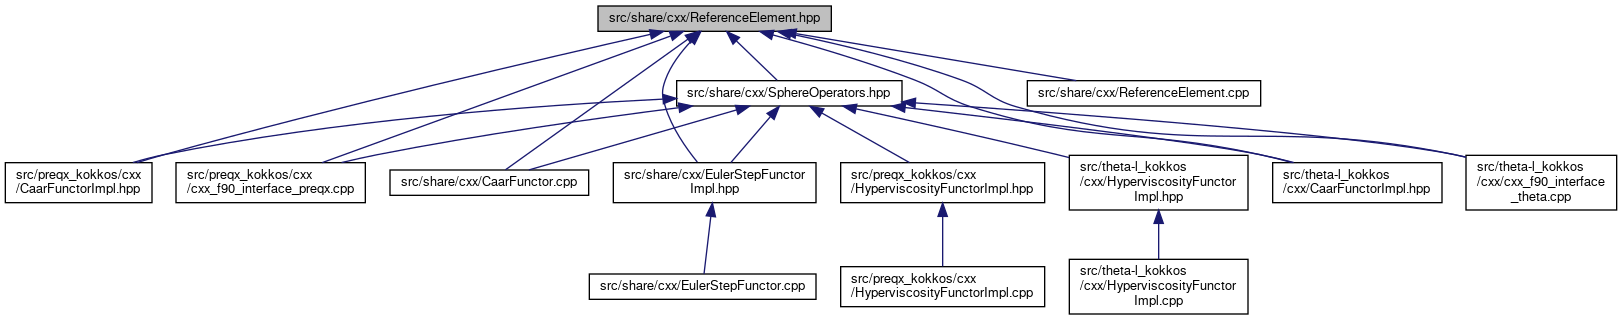 src/share/cxx/ReferenceElement.hpp
src/share/cxx/SphereOperators.hpp
src/share/cxx/ReferenceElement.cpp
src/preqx_kokkos/cxx
/CaarFunctorImpl.hpp
src/preqx_kokkos/cxx
/cxx_f90_interface_preqx.cpp
src/share/cxx/CaarFunctor.cpp
src/share/cxx/EulerStepFunctor
Impl.hpp
src/preqx_kokkos/cxx
/HyperviscosityFunctorImpl.hpp
src/theta-l_kokkos
/cxx/HyperviscosityFunctor
Impl.hpp
src/theta-l_kokkos
/cxx/CaarFunctorImpl.hpp
src/theta-l_kokkos
/cxx/cxx_f90_interface
_theta.cpp
src/share/cxx/EulerStepFunctor.cpp
src/preqx_kokkos/cxx
/HyperviscosityFunctorImpl.cpp
src/theta-l_kokkos
/cxx/HyperviscosityFunctor
Impl.cpp